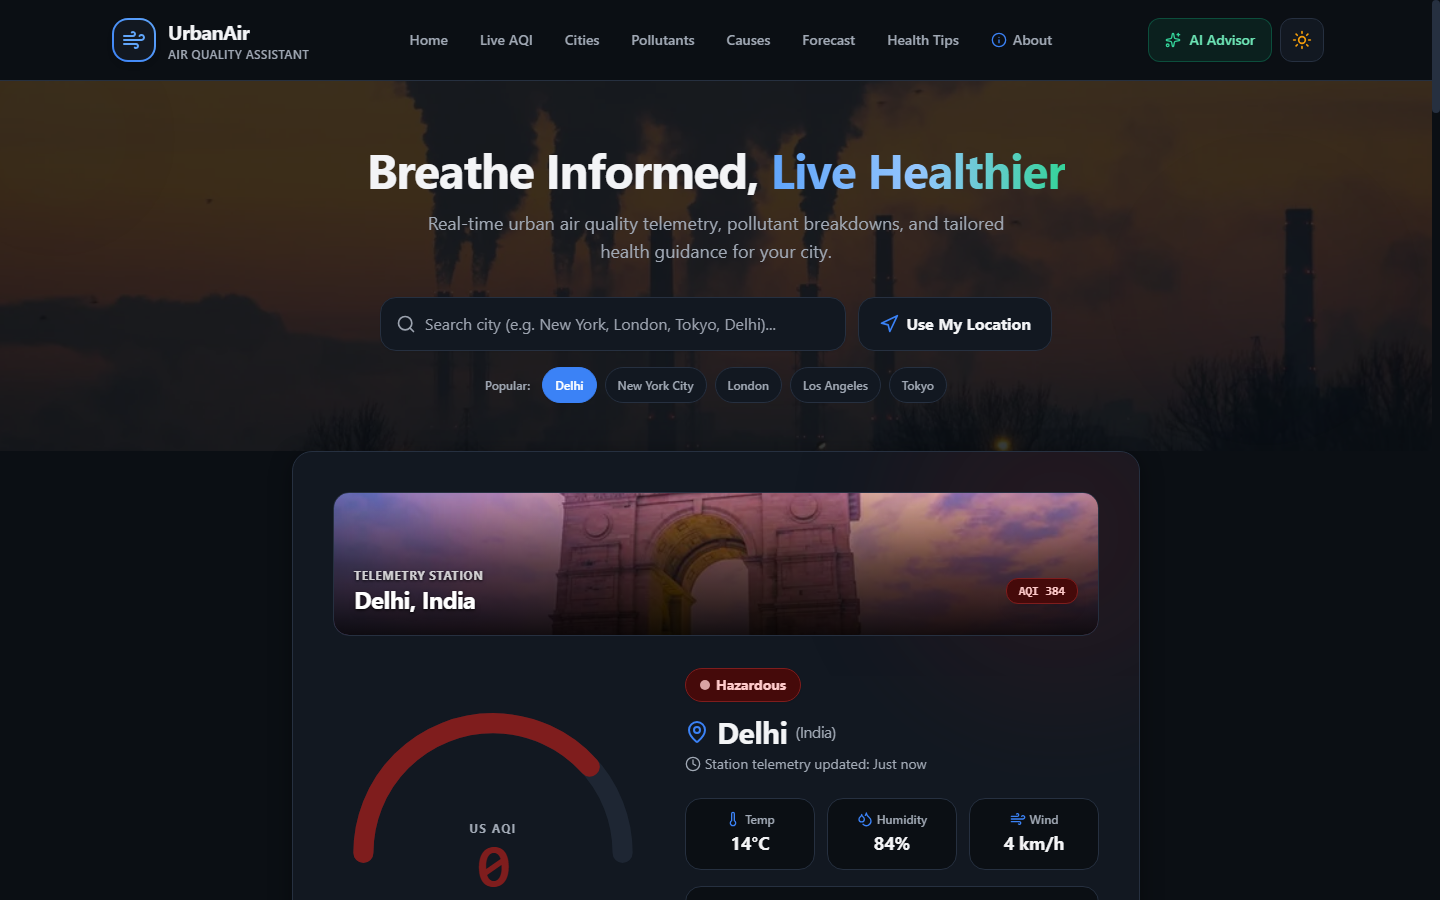 UrbanAir
AIR QUALITY ASSISTANT
Home
Live AQI
Cities
Pollutants
Causes
Forecast
Health Tips
About
AI Advisor
Breathe Informed, Live Healthier
Real-time urban air quality telemetry, pollutant breakdowns, and tailored
health guidance for your city.
Search city (e.g. New York, London, Tokyo, Delhi)...
Use My Location
Popular:
Delhi
New York City
London
Los Angeles
Tokyo
TELEMETRY STATION
Delhi, India
AQI 384
US AQI
0
Hazardous
Delhi (India)
Station telemetry updated: Just now
Temp
14°C
Humidity
84%
Wind
4 km/h